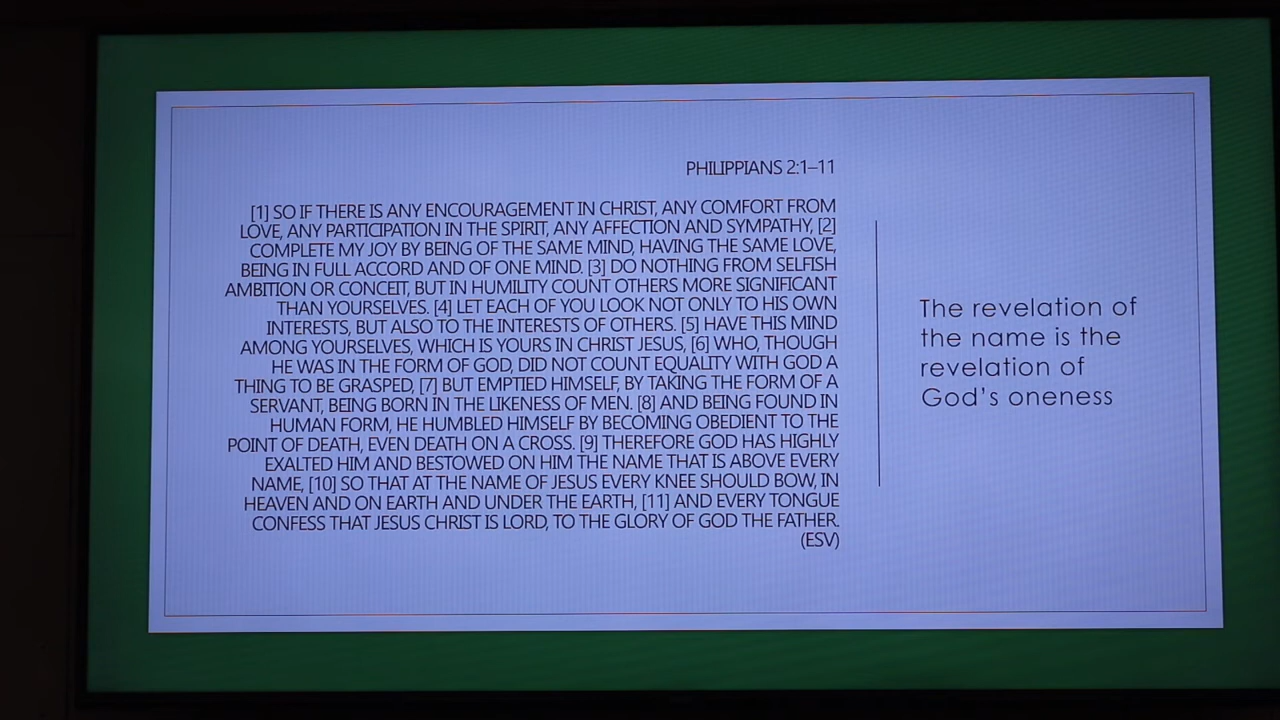 PHILIPPIANS 2:1–11
[1] SO IF THERE IS ANY ENCOURAGEMENT IN CHRIST, ANY COMFORT FROM
LOVE, ANY PARTICIPATION IN THE SPIRIT, ANY AFFECTION AND SYMPATHY, [2]
COMPLETE MY JOY BY BEING OF THE SAME MIND, HAVING THE SAME LOVE,
BEING IN FULL ACCORD AND OF ONE MIND. [3] DO NOTHING FROM SELFISH
AMBITION OR CONCEIT, BUT IN HUMILITY COUNT OTHERS MORE SIGNIFICANT
THAN YOURSELVES. [4] LET EACH OF YOU LOOK NOT ONLY TO HIS OWN
INTERESTS, BUT ALSO TO THE INTERESTS OF OTHERS. [5] HAVE THIS MIND
AMONG YOURSELVES, WHICH IS YOURS IN CHRIST JESUS, [6] WHO, THOUGH
HE WAS IN THE FORM OF GOD, DID NOT COUNT EQUALITY WITH GOD A
THING TO BE GRASPED, [7] BUT EMPTIED HIMSELF, BY TAKING THE FORM OF A
SERVANT, BEING BORN IN THE LIKENESS OF MEN. [8] AND BEING FOUND IN
HUMAN FORM, HE HUMBLED HIMSELF BY BECOMING OBEDIENT TO THE
POINT OF DEATH, EVEN DEATH ON A CROSS. [9] THEREFORE GOD HAS HIGHLY
EXALTED HIM AND BESTOWED ON HIM THE NAME THAT IS ABOVE EVERY
NAME, [10] SO THAT AT THE NAME OF JESUS EVERY KNEE SHOULD BOW, IN
HEAVEN AND ON EARTH AND UNDER THE EARTH, [11] AND EVERY TONGUE
CONFESS THAT JESUS CHRIST IS LORD, TO THE GLORY OF GOD THE FATHER.
(ESV)
The revelation of
the name is the
revelation of
God's oneness